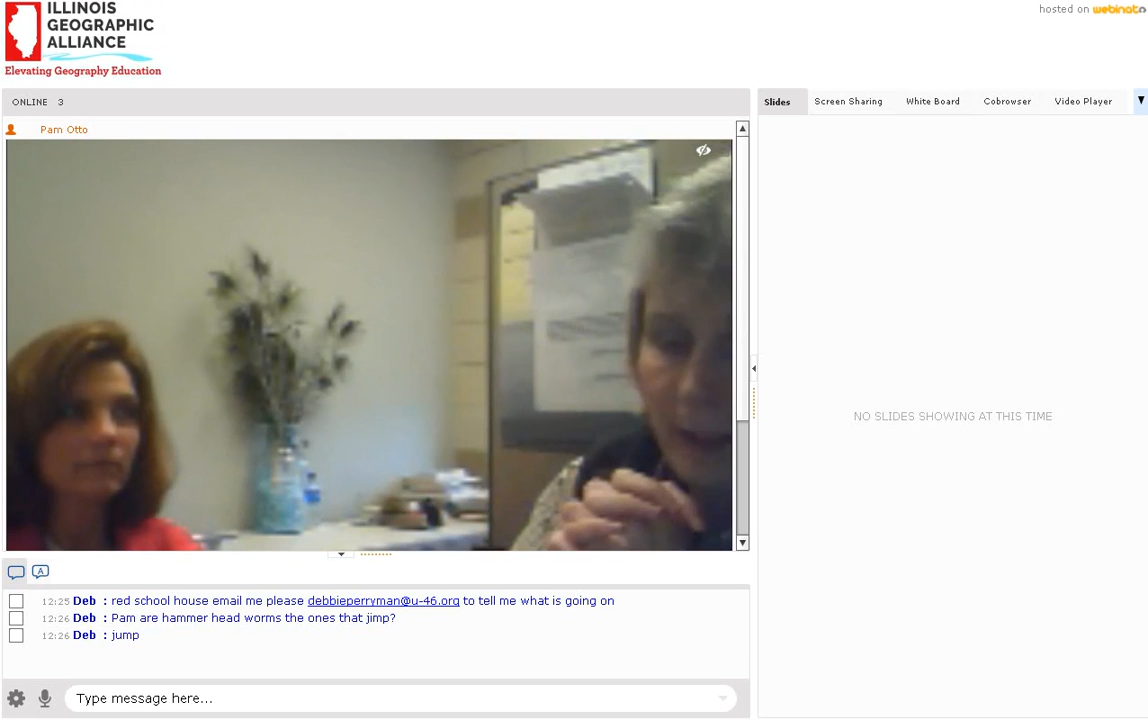 ILLINOIS
GEOGRAPHIC
ALLIANCE
Elevating Geography Education
hosted on webinato
ONLINE 3
Slides Screen Sharing White Board Cobrowser Video Player
Pam Otto
NO SLIDES SHOWING AT THIS TIME
A
12:25 Deb : red school house email me please debbieperryman@u-46.org to tell me what is going on
12:26 Deb : Pam are hammer head worms the ones that jimp?
12:26 Deb : jump
Type message here...